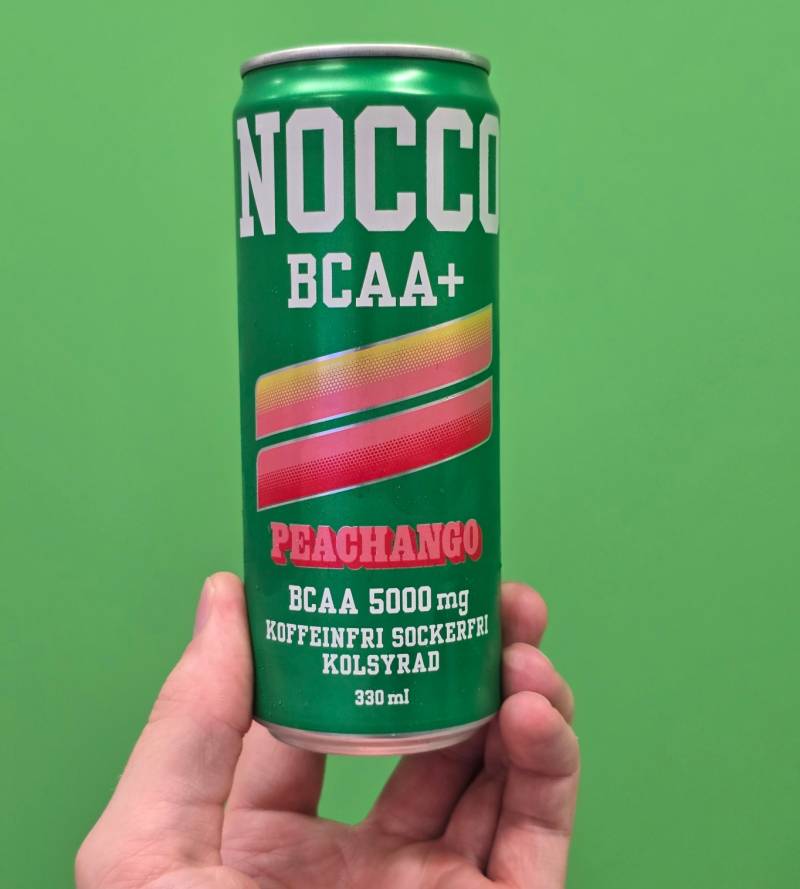 NOCCO
BCAA+
PEACHANGO
BCAA 5000 mg
KOFFEINFRI SOCKERFRI
KOLSYRAD
330 ml